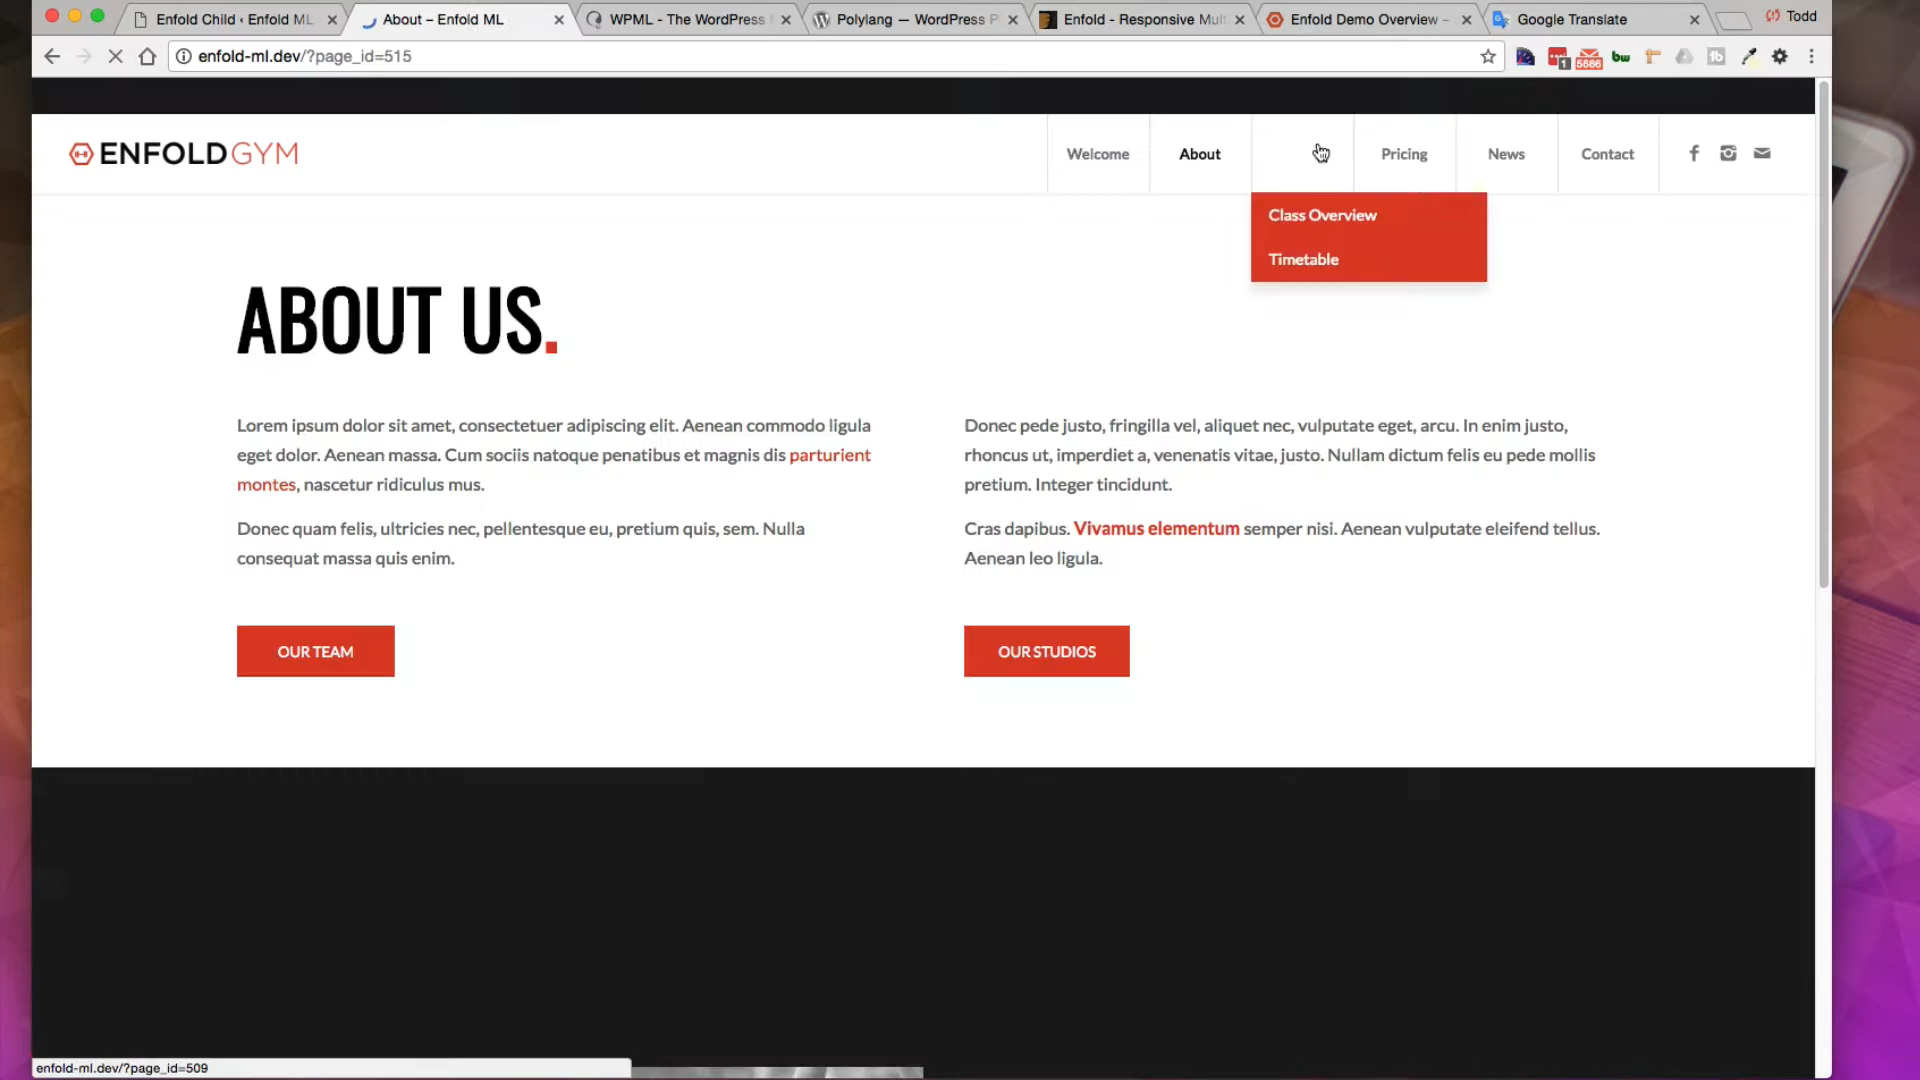 Enfold Child ‹ Enfold ML
About – Enfold ML
WPML - The WordPress
Polylang — WordPress P
Enfold - Responsive Mul
Enfold Demo Overview –
Google Translate
Todd
enfold-ml.dev/?page_id=515
1
5666
bw
ENFOLDGYM
Welcome
About
Pricing
News
Contact
Class Overview
Timetable
ABOUT US.
Lorem ipsum dolor sit amet, consectetuer adipiscing elit. Aenean commodo ligula
eget dolor. Aenean massa. Cum sociis natoque penatibus et magnis dis parturient
montes, nascetur ridiculus mus.
Donec quam felis, ultricies nec, pellentesque eu, pretium quis, sem. Nulla
consequat massa quis enim.
OUR TEAM
Donec pede justo, fringilla vel, aliquet nec, vulputate eget, arcu. In enim justo,
rhoncus ut, imperdiet a, venenatis vitae, justo. Nullam dictum felis eu pede mollis
pretium. Integer tincidunt.
Cras dapibus. Vivamus elementum semper nisi. Aenean vulputate eleifend tellus.
Aenean leo ligula.
OUR STUDIOS
enfold-ml.dev/?page_id=509